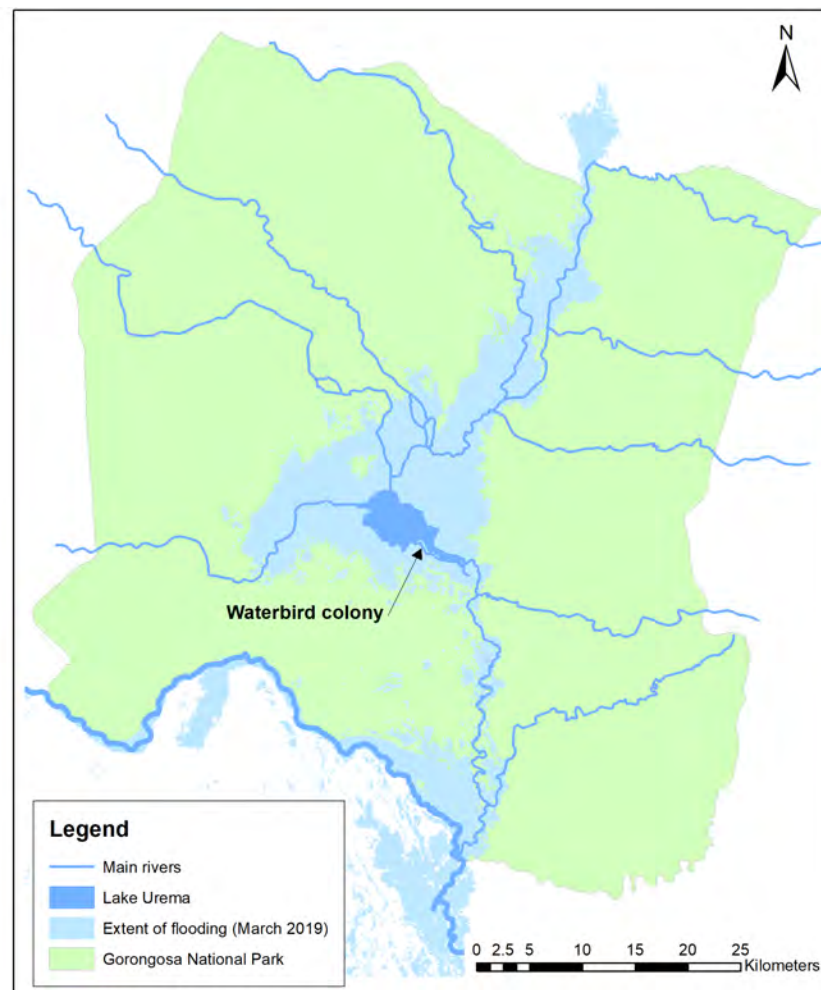 N
Waterbird colony
Legend
Main rivers
Lake Urema
Extent of flooding (March 2019)
Gorongosa National Park
0 2.5 5 10 15 20 25
Kilometers